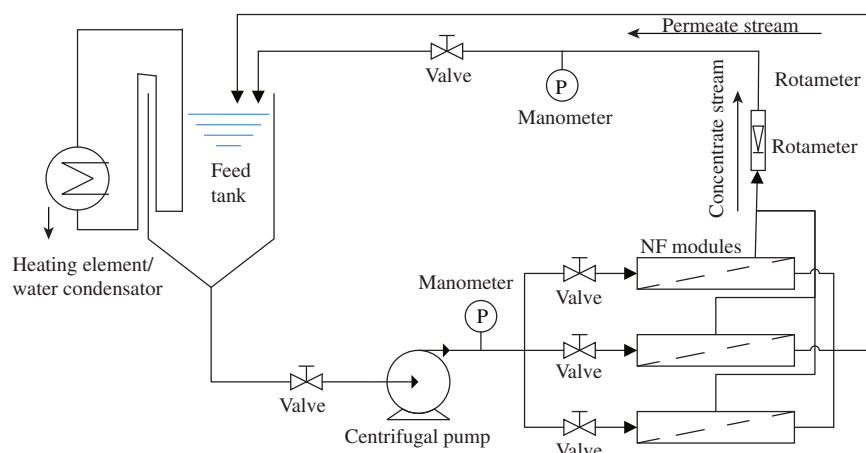 Permeate stream
Valve
P
Manometer
Rotameter
Concentrate stream
Rotameter
Feed
tank
Heating element/
water condensator
NF modules
Manometer
P
Valve
Valve
Valve
Centrifugal pump
Valve